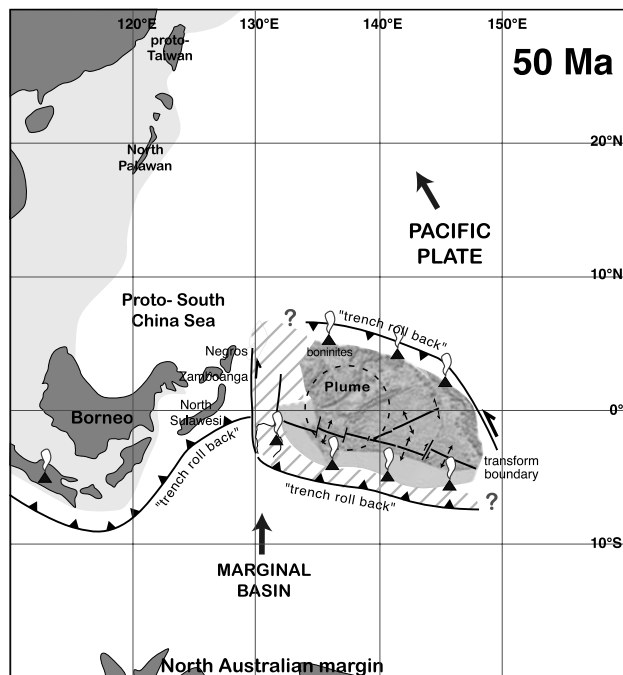 120°E
130°E
140°E
150°E
proto-
Taiwan
50 Ma
20°N
North
Palawan
PACIFIC
PLATE
10°N
Proto- South
China Sea
?
"trench roll back"
Negros
boninites
Zamboanga
Plume
North
Sulawesi
Borneo
0°
"trench roll back"
transform
boundary
"trench roll back"
?
10°S
MARGINAL
BASIN
North Australian margin